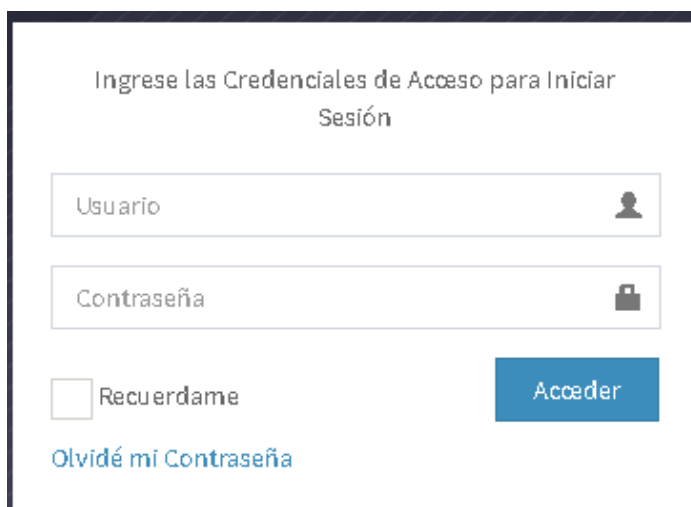 Ingrese las Credenciales de Acceso para Iniciar
Sesión
Usuario
Contraseña
Recuerdame
Acceder
Olvidé mi Contraseña